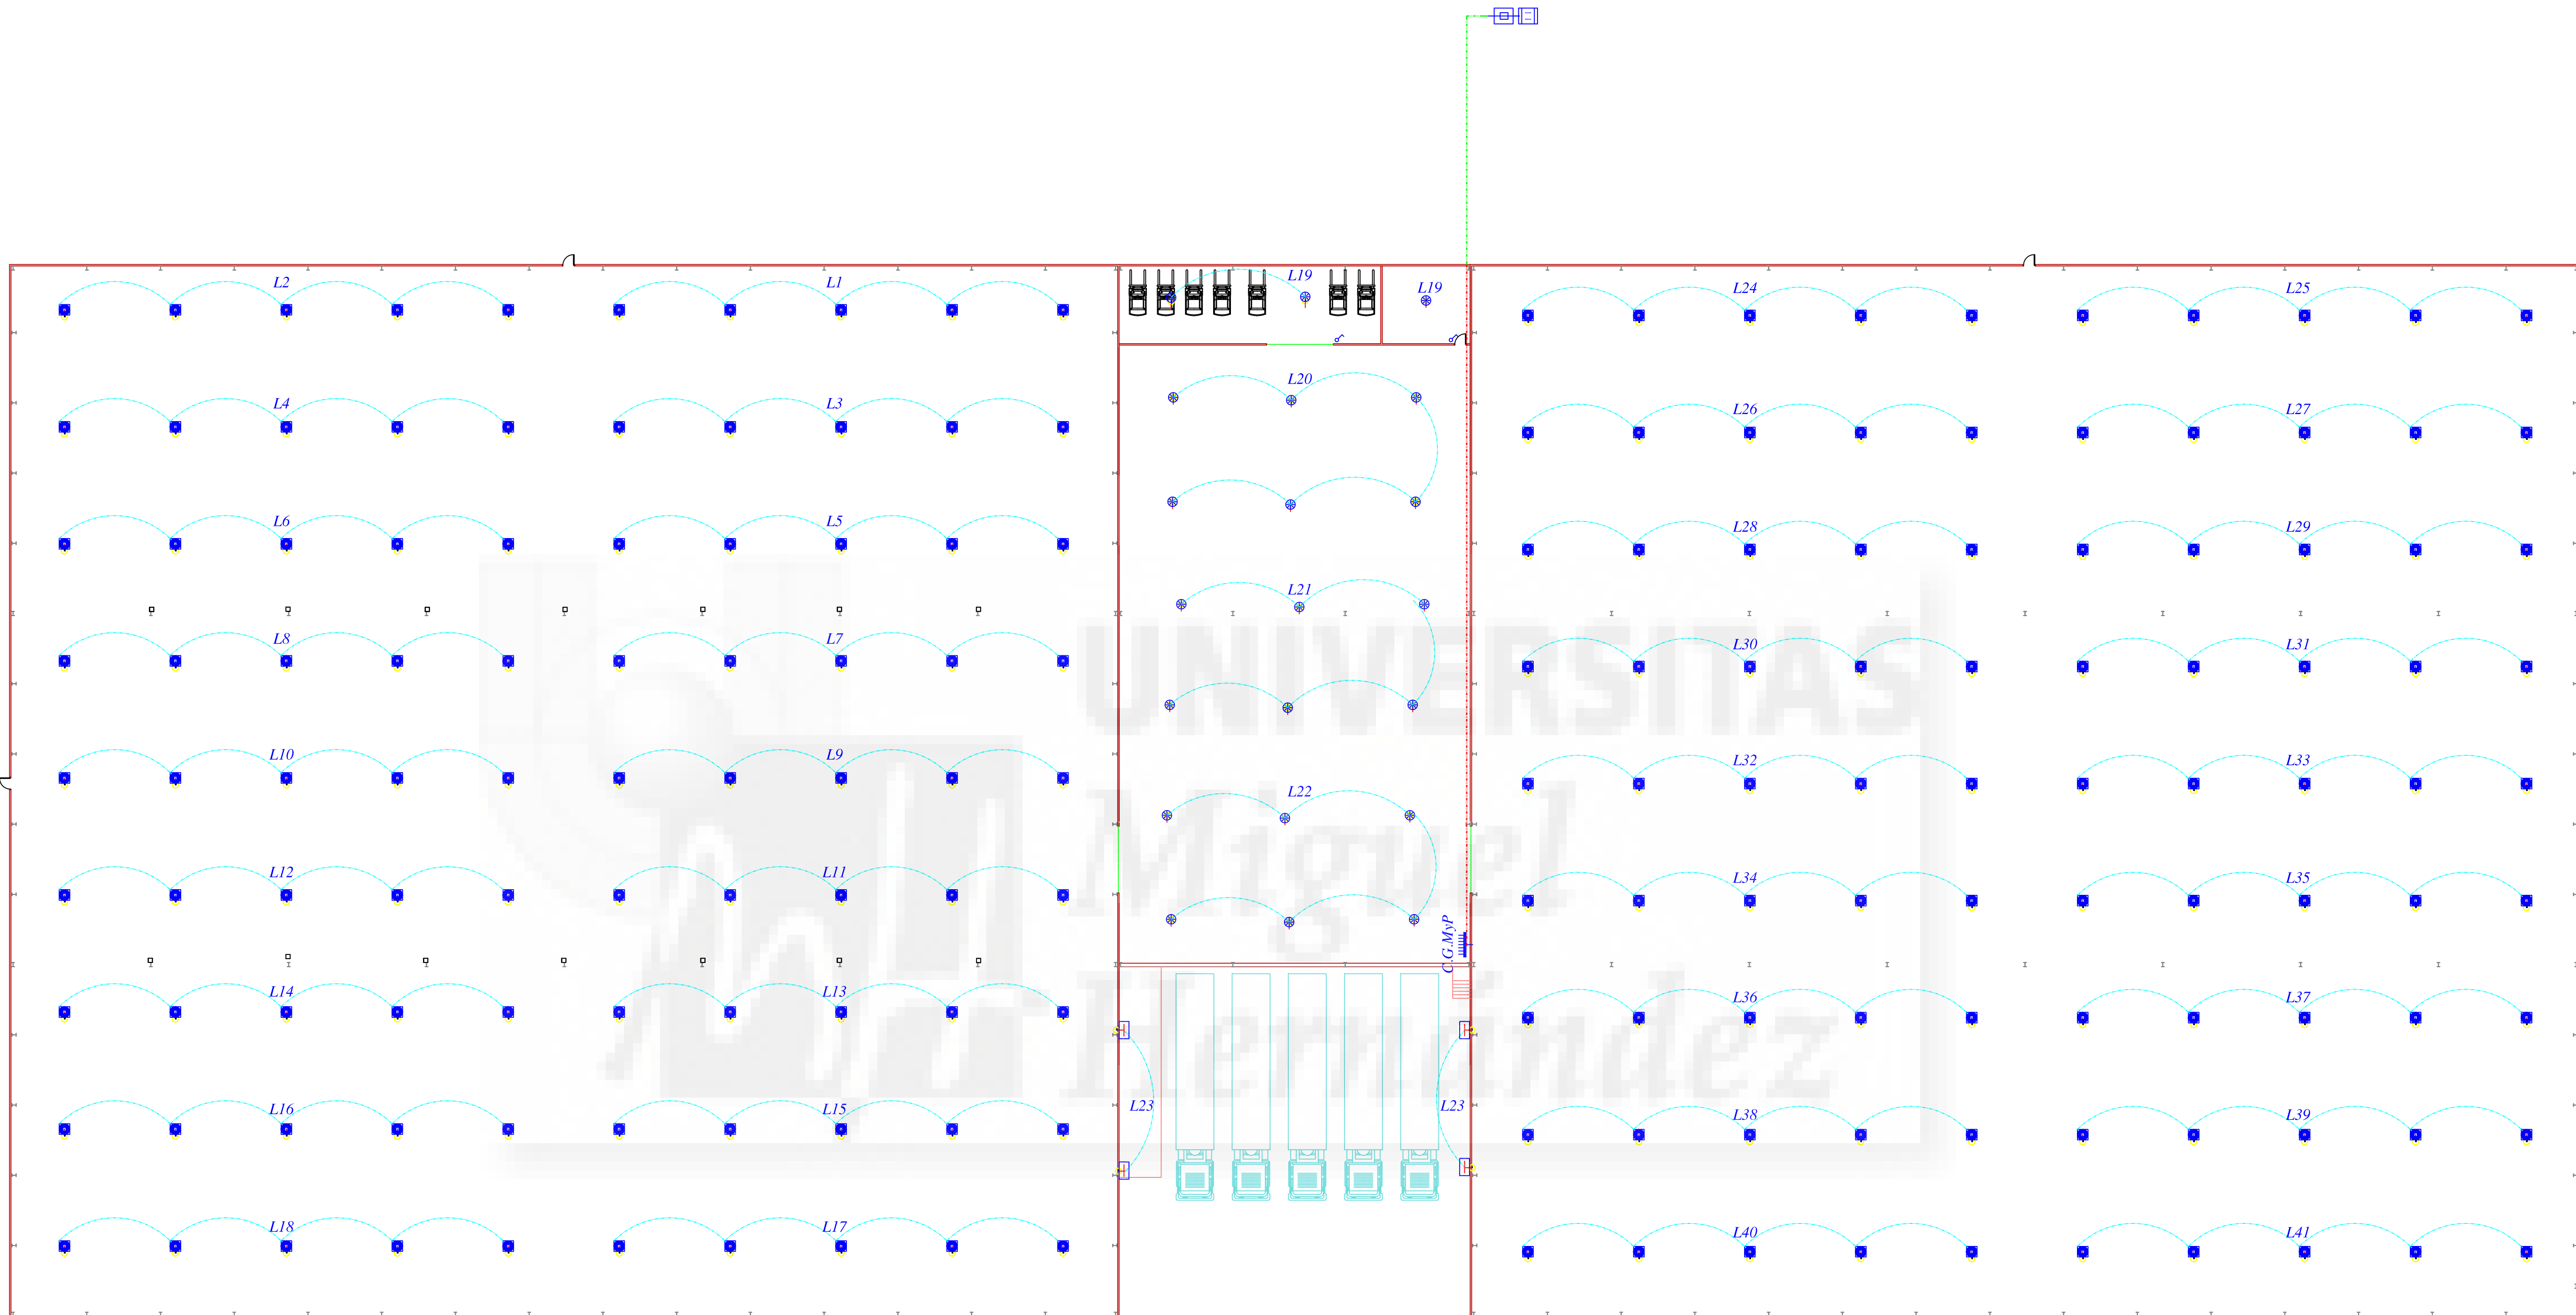 L2 L1 L19 L19 L24 L25
L4 L3 L20 L26 L27
L6 L5 L28 L29
L21
L8 L7 L30 L31
UNIVERSITAS
L10 L9 L32 L33
L22
Miguel
L12 L11 L34 L35
C.G.MyP
L14 L13 L36 L37
Hernández
L16 L15 L23 L23 L38 L39
L18 L17 L40 L41